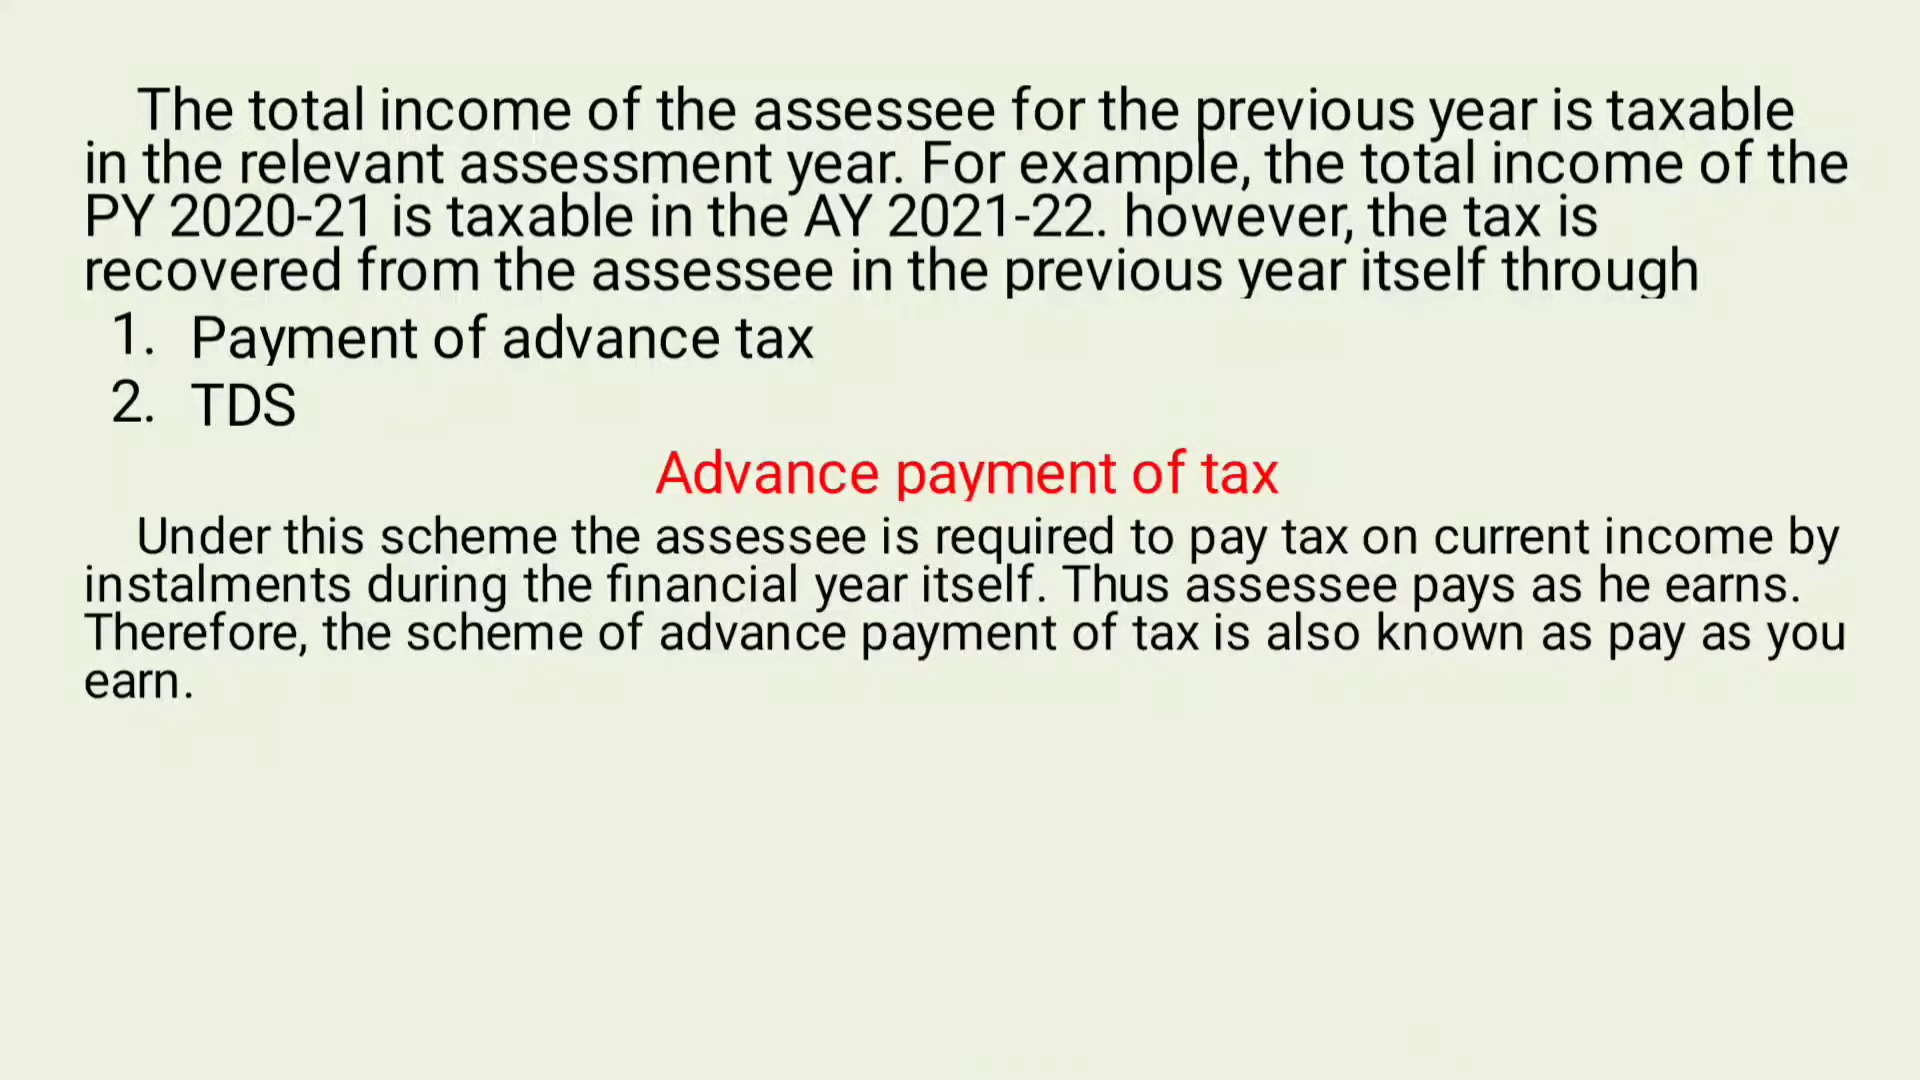 The total income of the assessee for the previous year is taxable
in the relevant assessment year. For example, the total income of the
PY 2020-21 is taxable in the AY 2021-22. however, the tax is
recovered from the assessee in the previous year itself through
1. Payment of advance tax
2. TDS
Advance payment of tax
Under this scheme the assessee is required to pay tax on current income by
instalments during the financial year itself. Thus assessee pays as he earns.
Therefore, the scheme of advance payment of tax is also known as pay as you
earn.